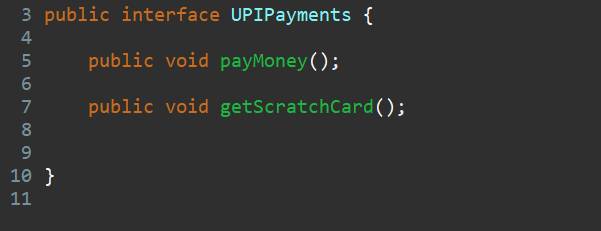 3 public interface UPIPayments {
4
5     public void payMoney();
6
7     public void getScratchCard();
8
9
10 }
11